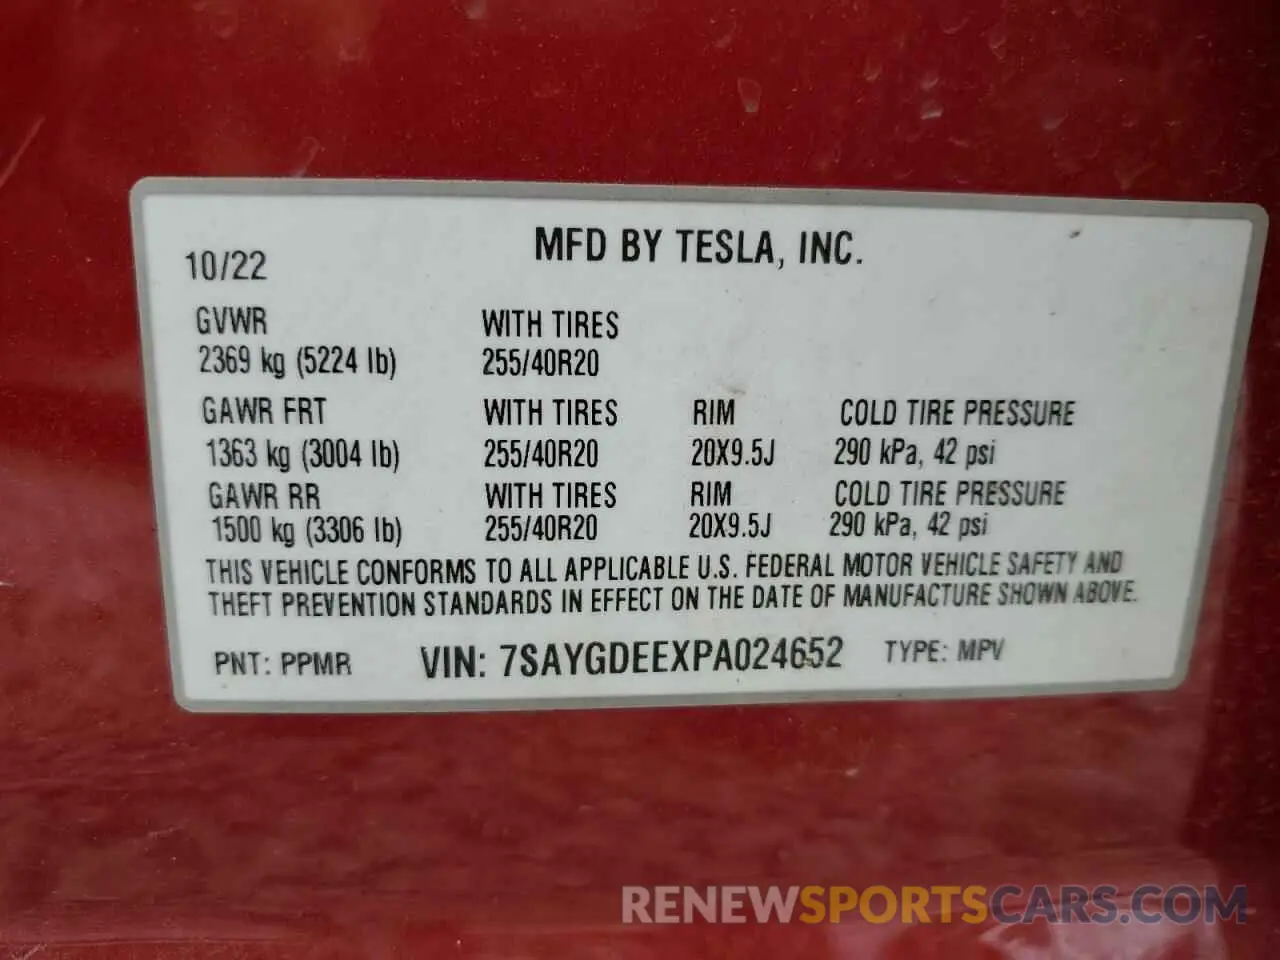 MFD BY TESLA, INC.
10/22
GVWR WITH TIRES
2369 kg (5224 lb) 255/40R20
GAWR FRT WITH TIRES RIM COLD TIRE PRESSURE
1363 kg (3004 lb) 255/40R20 20X9.5J 290 kPa, 42 psi
GAWR RR WITH TIRES RIM COLD TIRE PRESSURE
1500 kg (3306 lb) 255/40R20 20X9.5J 290 kPa, 42 psi
THIS VEHICLE CONFORMS TO ALL APPLICABLE U.S. FEDERAL MOTOR VEHICLE SAFETY AND
THEFT PREVENTION STANDARDS IN EFFECT ON THE DATE OF MANUFACTURE SHOWN ABOVE.
PNT: PPMR VIN: 7SAYGDEEXPA024652 TYPE: MPV
RENEWSPORTSCARS.COM